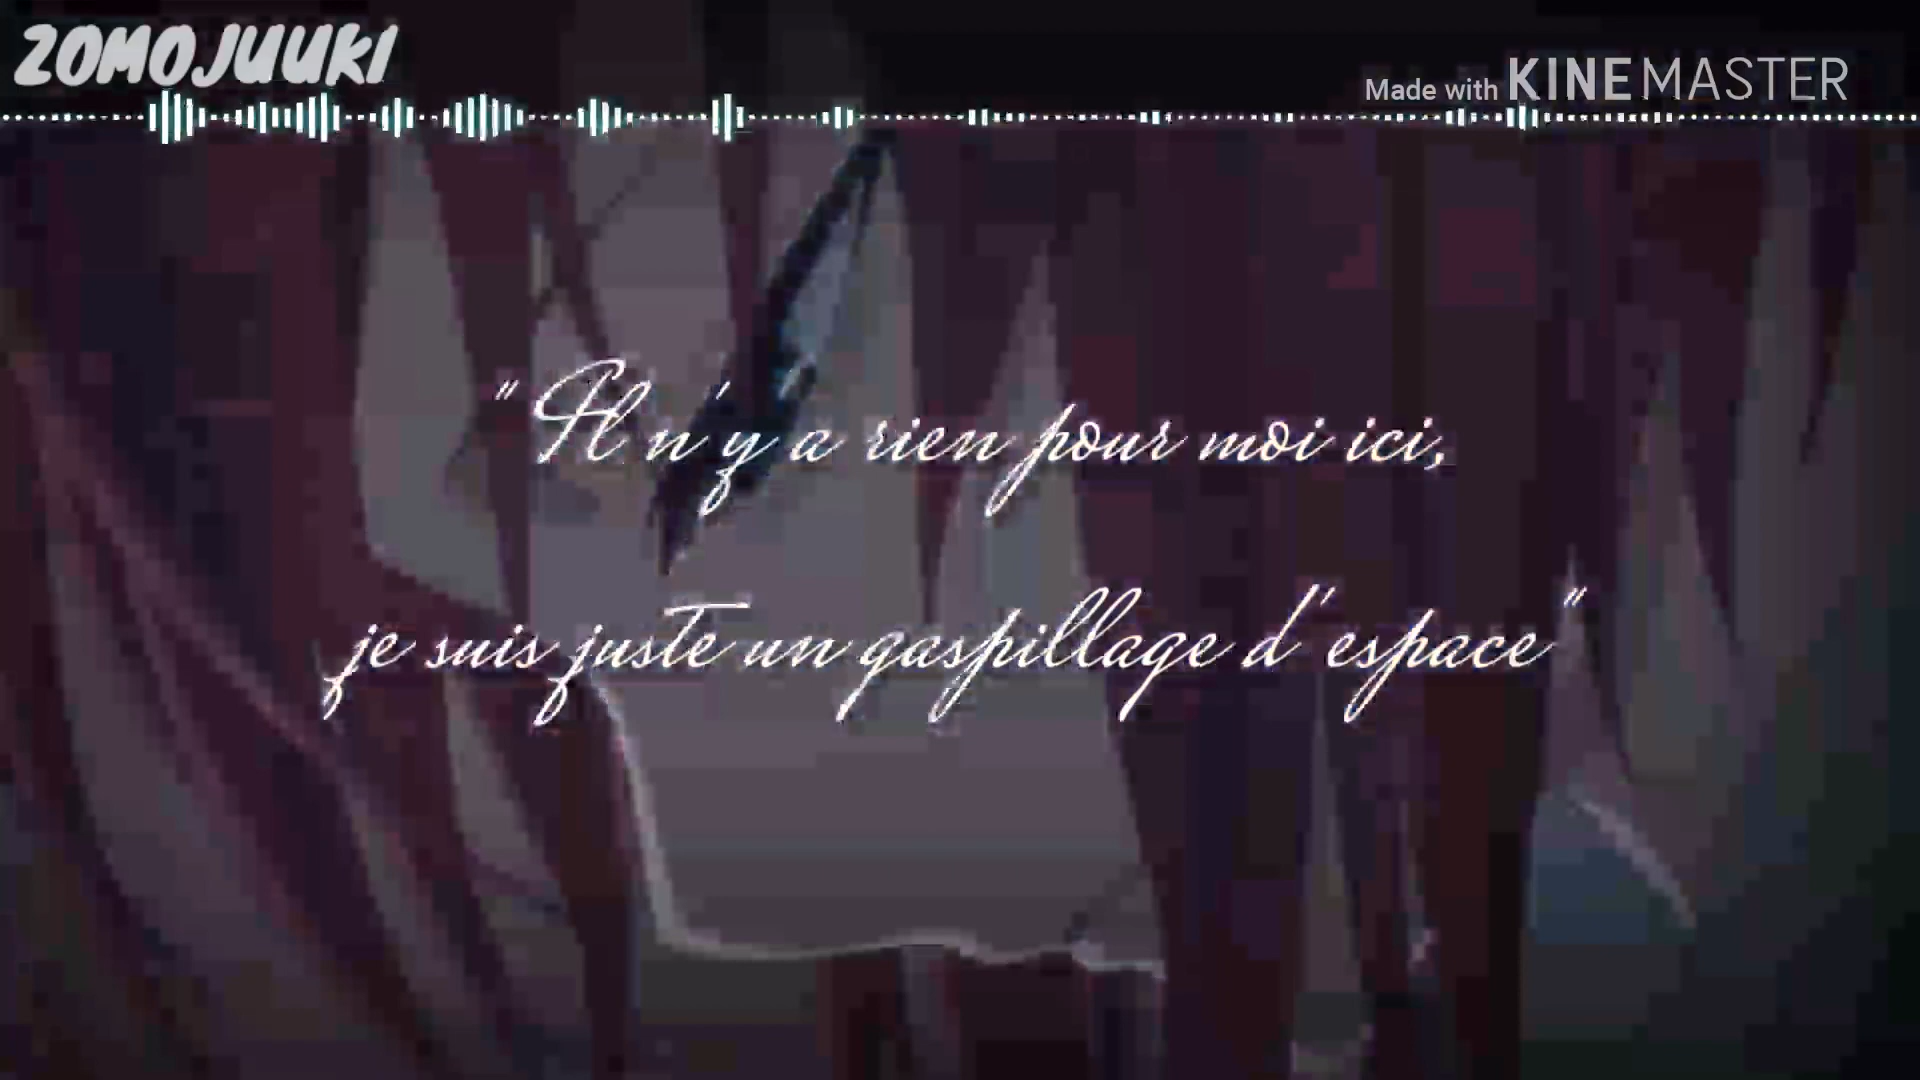 ZOMOJUUKI
Made with KINEMASTER
"Il n'y'a rien pour moi ici,
je suis juste un gaspillage d'espace"